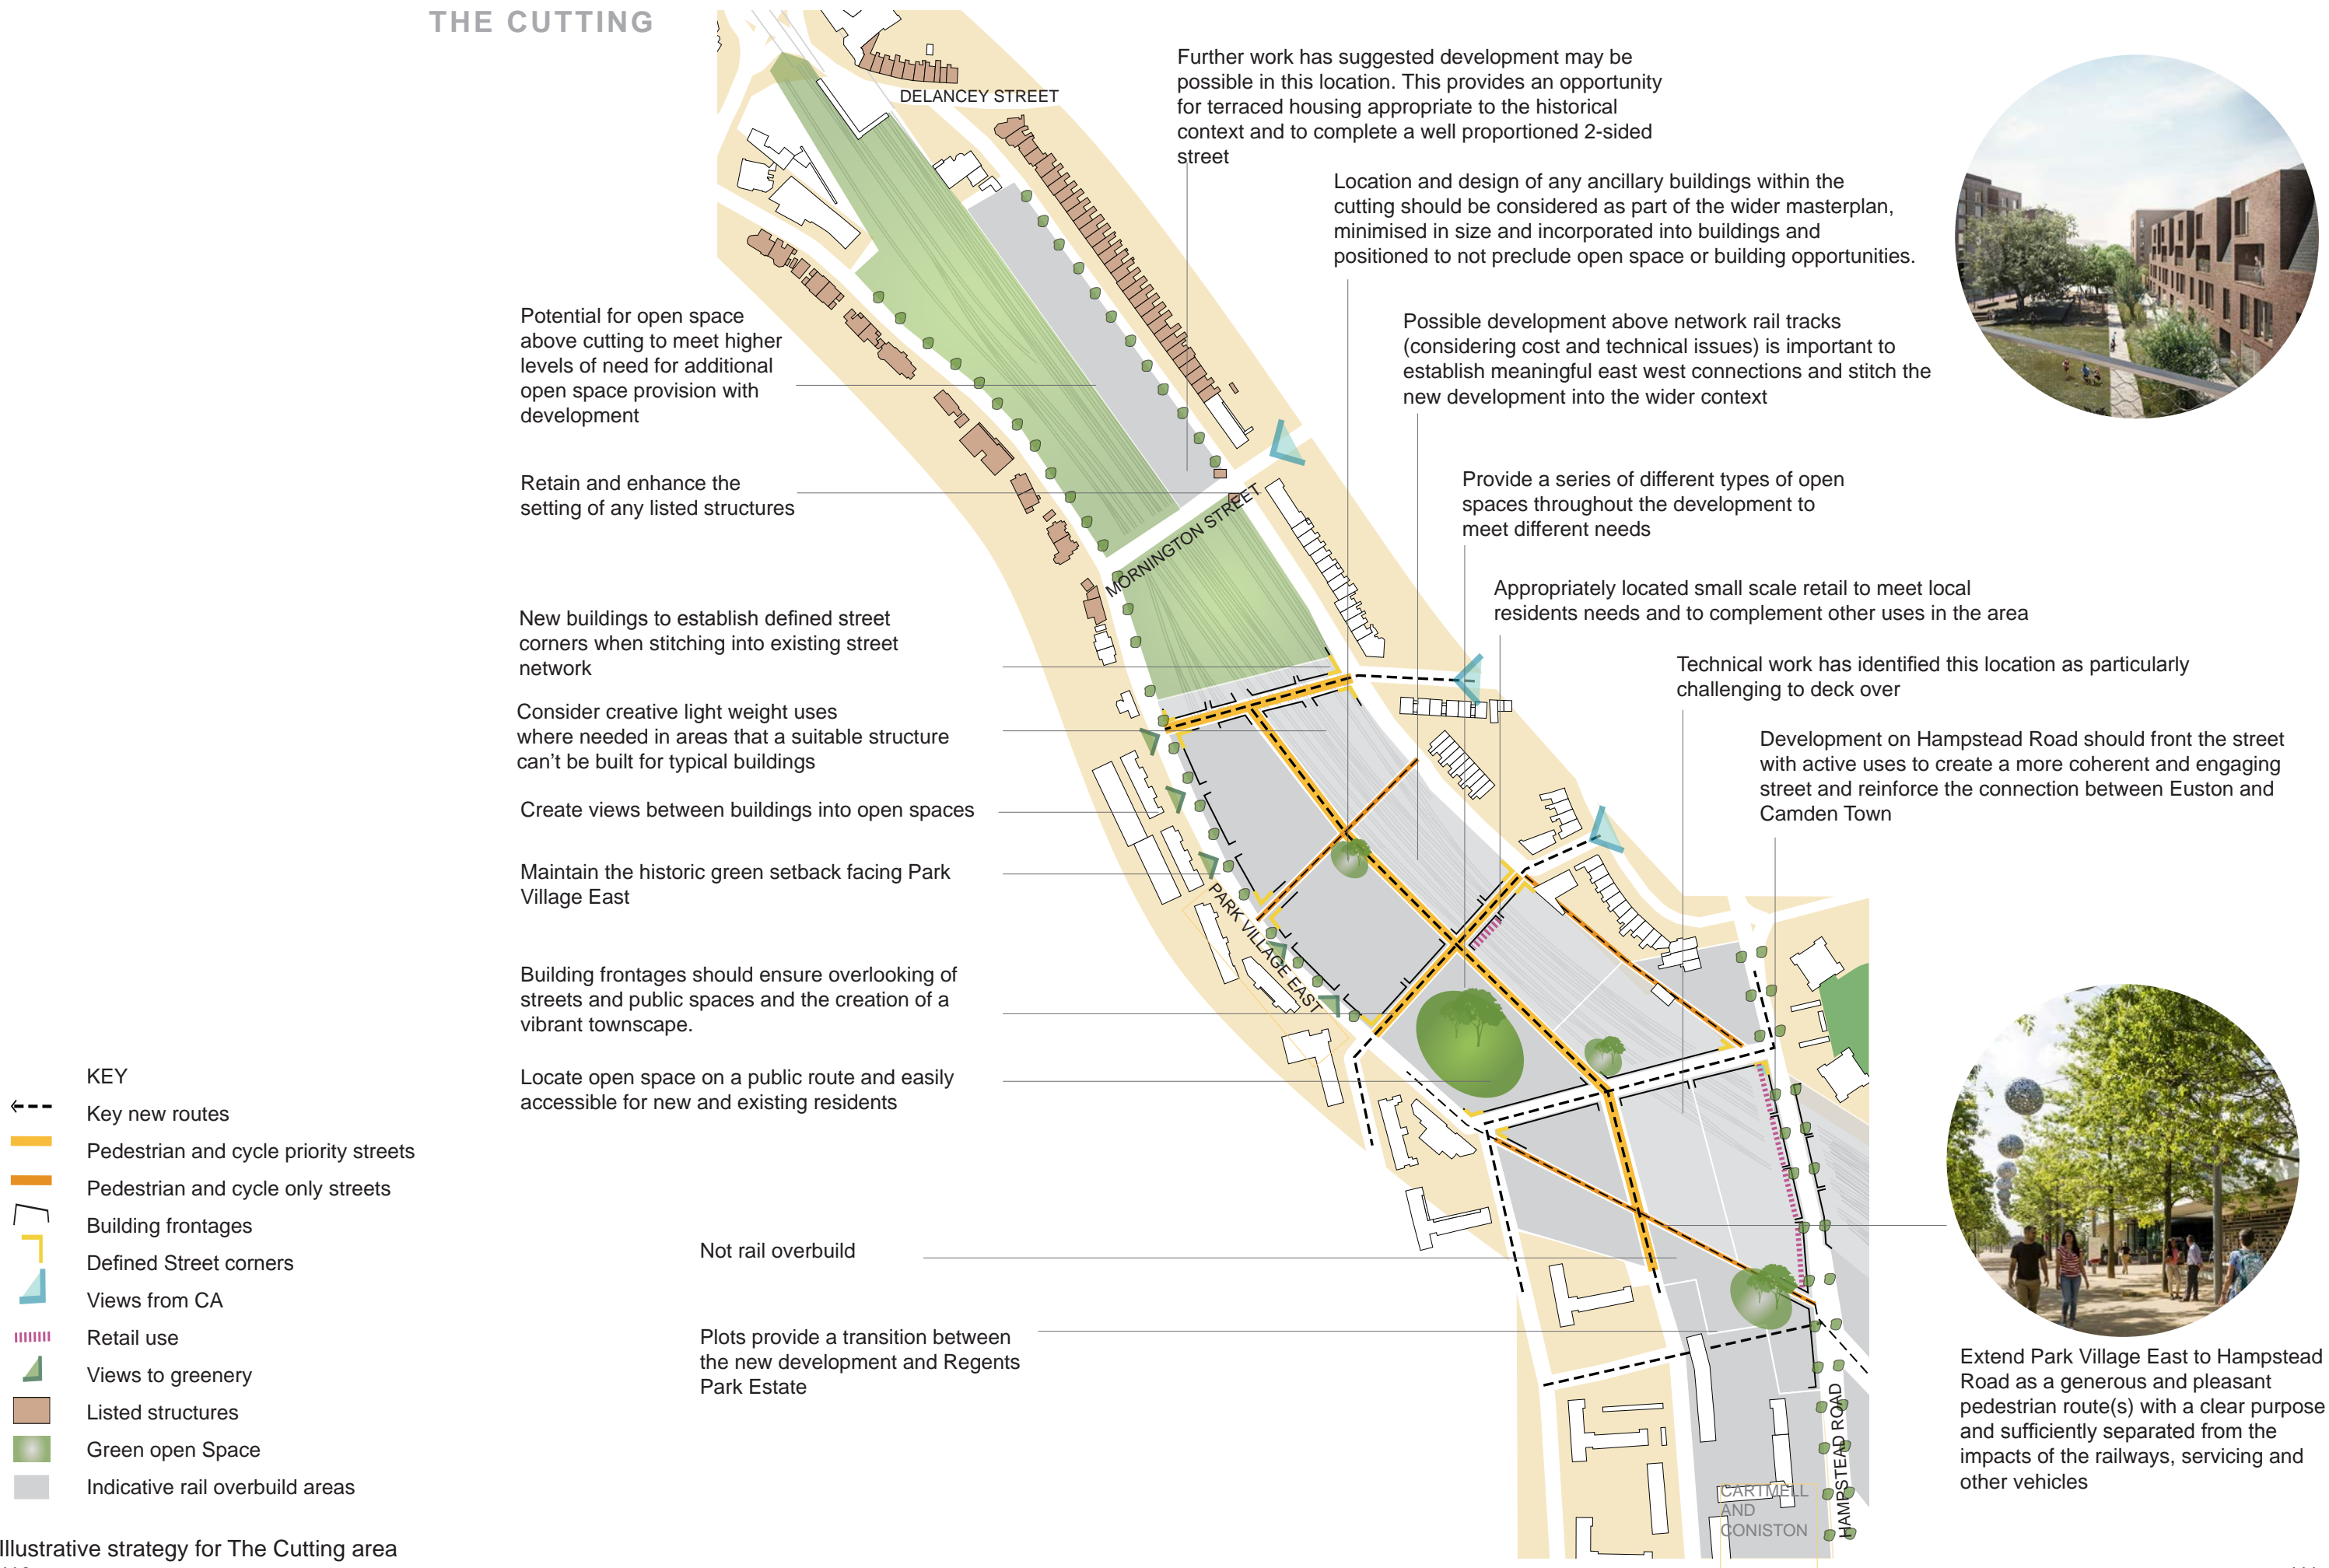 THE CUTTING
DELANCEY STREET
Further work has suggested development may be
possible in this location. This provides an opportunity
for terraced housing appropriate to the historical
context and to complete a well proportioned 2-sided
street
Location and design of any ancillary buildings within the
cutting should be considered as part of the wider masterplan,
minimised in size and incorporated into buildings and
positioned to not preclude open space or building opportunities.
Potential for open space
above cutting to meet higher
levels of need for additional
open space provision with
development
Possible development above network rail tracks
(considering cost and technical issues) is important to
establish meaningful east west connections and stitch the
new development into the wider context
Retain and enhance the
setting of any listed structures
Provide a series of different types of open
spaces throughout the development to
meet different needs
MORNINGTON STREET
Appropriately located small scale retail to meet local
residents needs and to complement other uses in the area
New buildings to establish defined street
corners when stitching into existing street
network
Technical work has identified this location as particularly
challenging to deck over
Consider creative light weight uses
where needed in areas that a suitable structure
can't be built for typical buildings
Development on Hampstead Road should front the street
with active uses to create a more coherent and engaging
street and reinforce the connection between Euston and
Camden Town
Create views between buildings into open spaces
Maintain the historic green setback facing Park
Village East
PARK VILLAGE EAST
Building frontages should ensure overlooking of
streets and public spaces and the creation of a
vibrant townscape.
Locate open space on a public route and easily
accessible for new and existing residents
KEY
Key new routes
Pedestrian and cycle priority streets
Pedestrian and cycle only streets
Building frontages
Defined Street corners
Views from CA
Retail use
Views to greenery
Listed structures
Green open Space
Indicative rail overbuild areas
Not rail overbuild
Plots provide a transition between
the new development and Regents
Park Estate
Extend Park Village East to Hampstead
Road as a generous and pleasant
pedestrian route(s) with a clear purpose
and sufficiently separated from the
impacts of the railways, servicing and
other vehicles
HAMPSTEAD ROAD
CARTMELL
AND
CONISTON
Illustrative strategy for The Cutting area